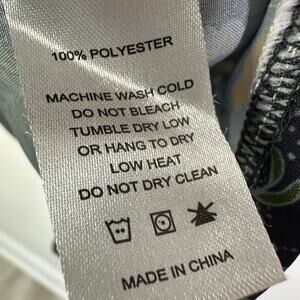 100% POLYESTER
MACHINE WASH COLD
DO NOT BLEACH
TUMBLE DRY LOW
OR HANG TO DRY
LOW HEAT
DO NOT DRY CLEAN
MADE IN CHINA